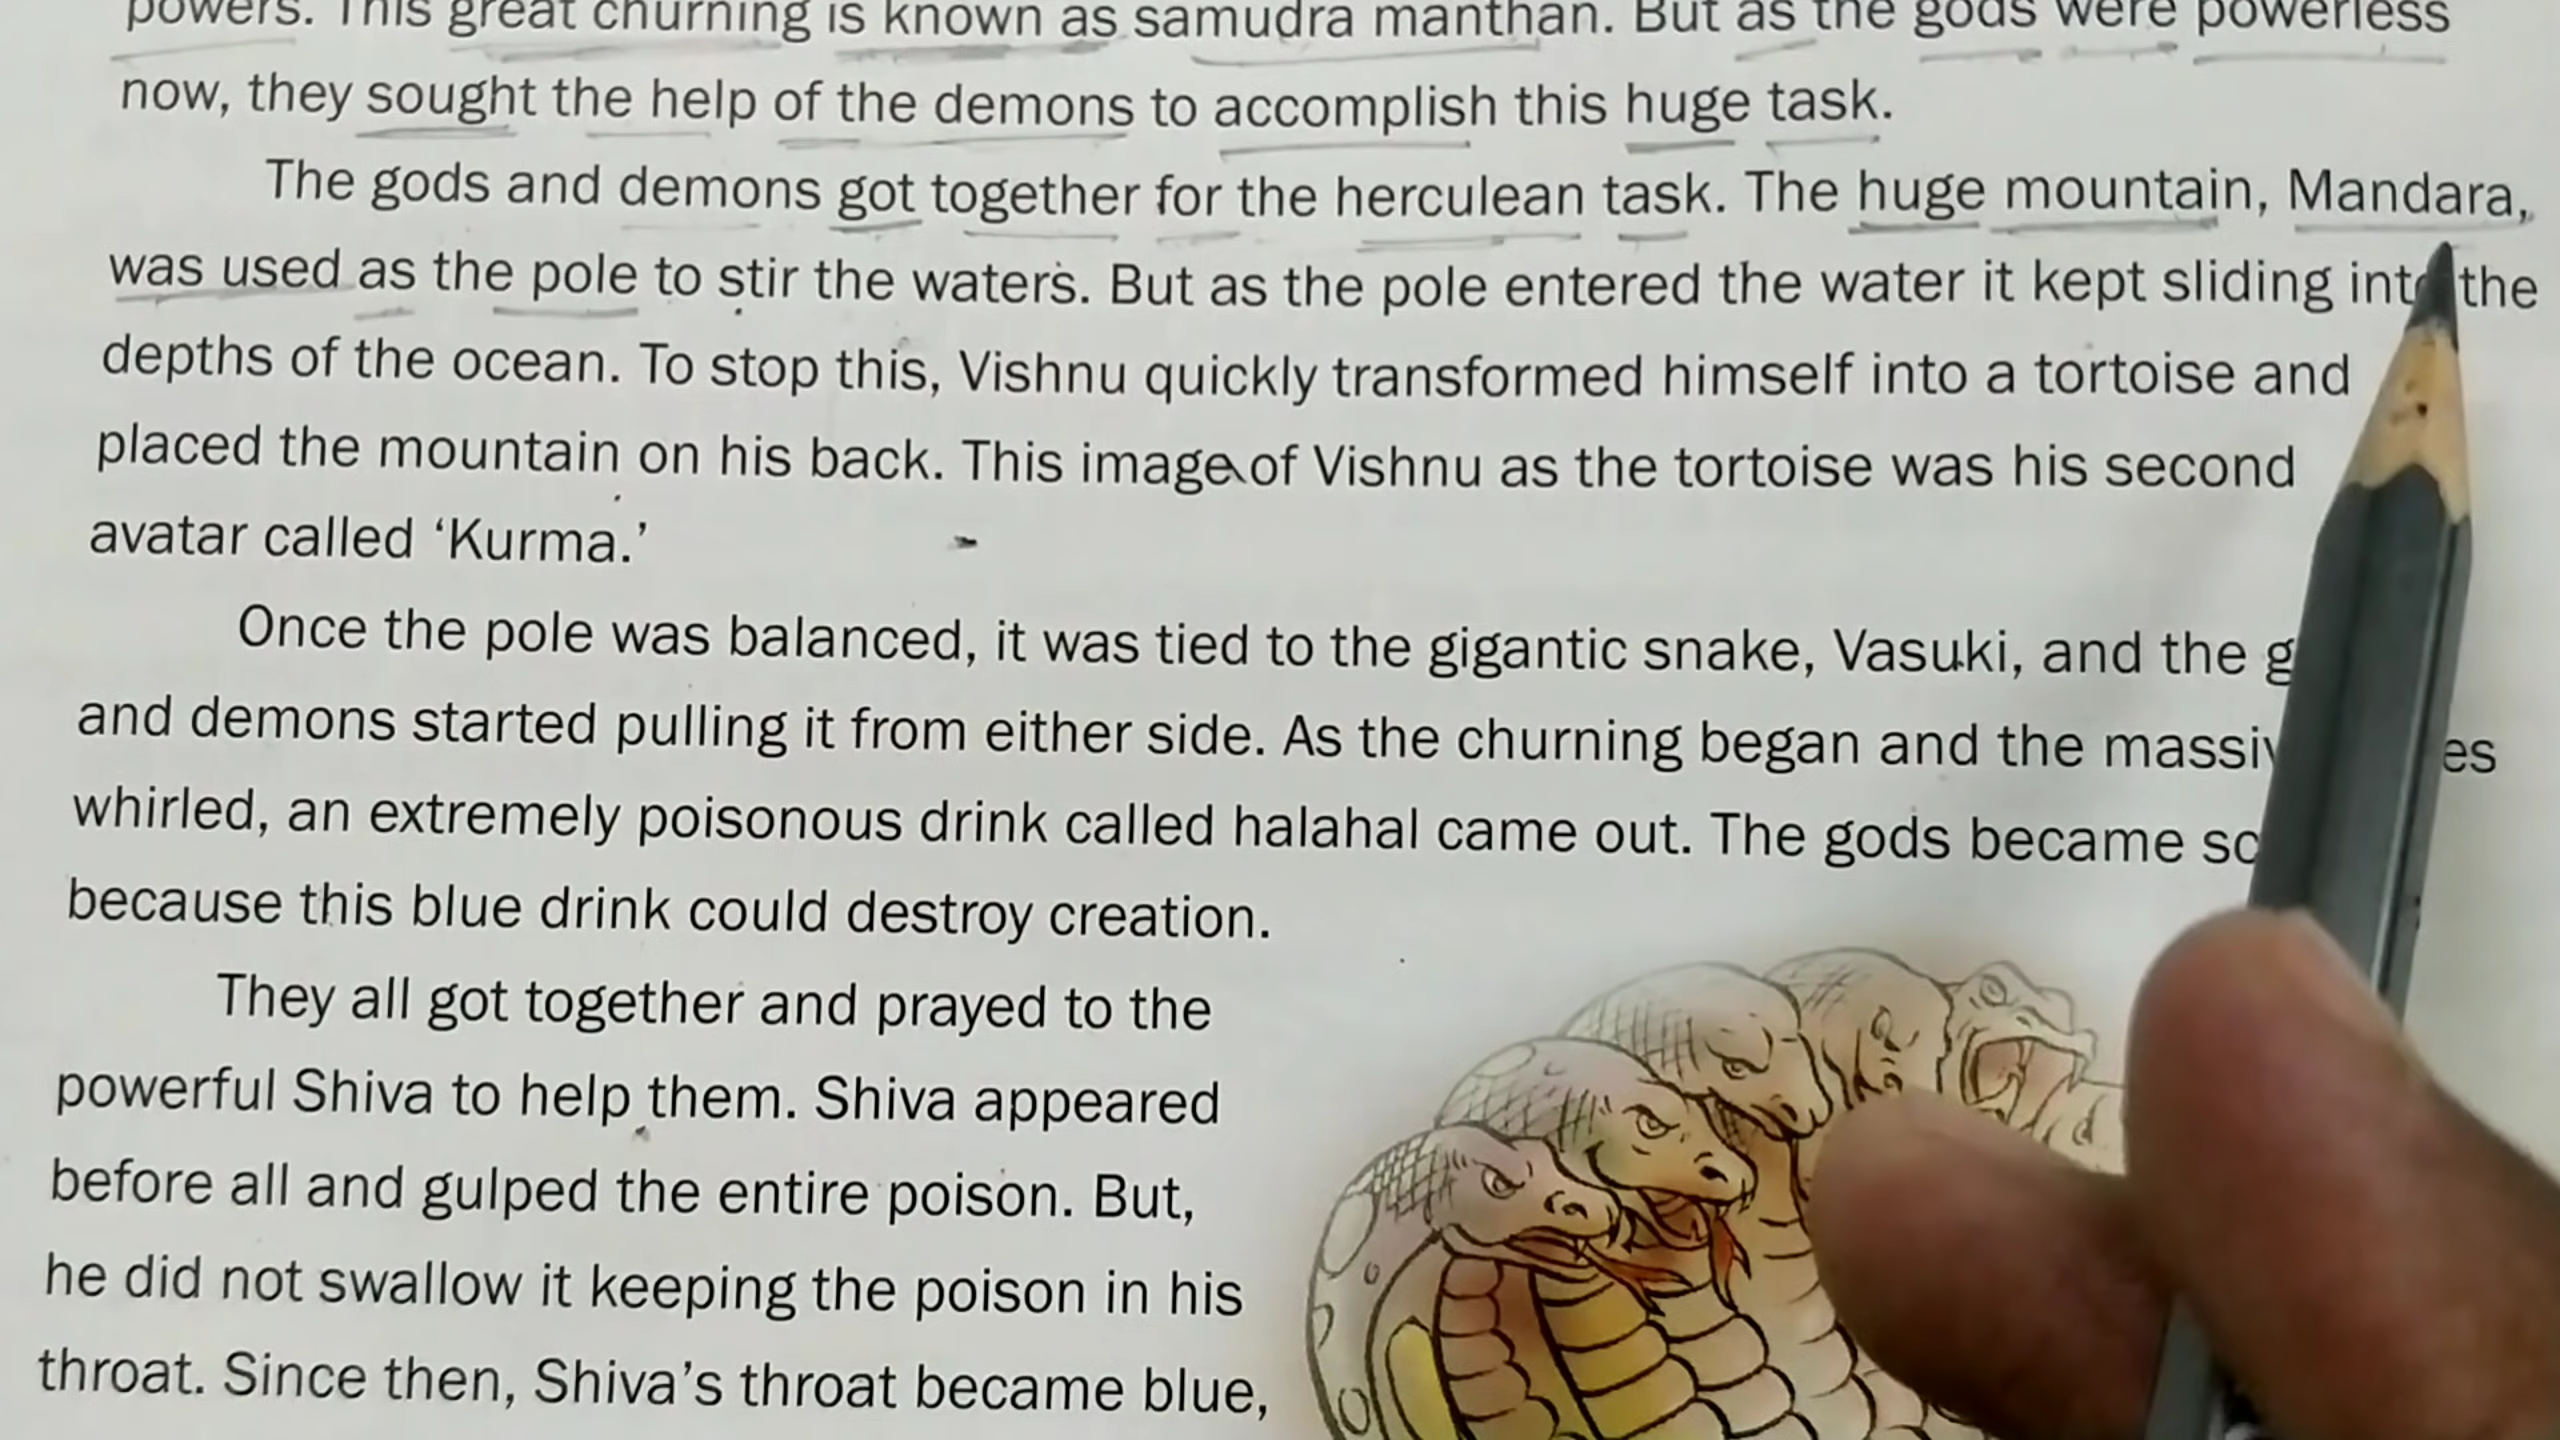 powers. This great churning is known as samudra manthan. But as the gods were powerless
now, they sought the help of the demons to accomplish this huge task.
The gods and demons got together for the herculean task. The huge mountain, Mandara,
was used as the pole to stir the waters. But as the pole entered the water it kept sliding into the
depths of the ocean. To stop this, Vishnu quickly transformed himself into a tortoise and
placed the mountain on his back. This image of Vishnu as the tortoise was his second
avatar called ‘Kurma.’
Once the pole was balanced, it was tied to the gigantic snake, Vasuki, and the
and demons started pulling it from either side. As the churning began and the
whirled, an extremely poisonous drink called halahal came out. The gods became
because this blue drink could destroy creation.
They all got together and prayed to the
powerful Shiva to help them. Shiva appeared
before all and gulped the entire poison. But,
he did not swallow it keeping the poison in his
throat. Since then, Shiva’s throat became blue,